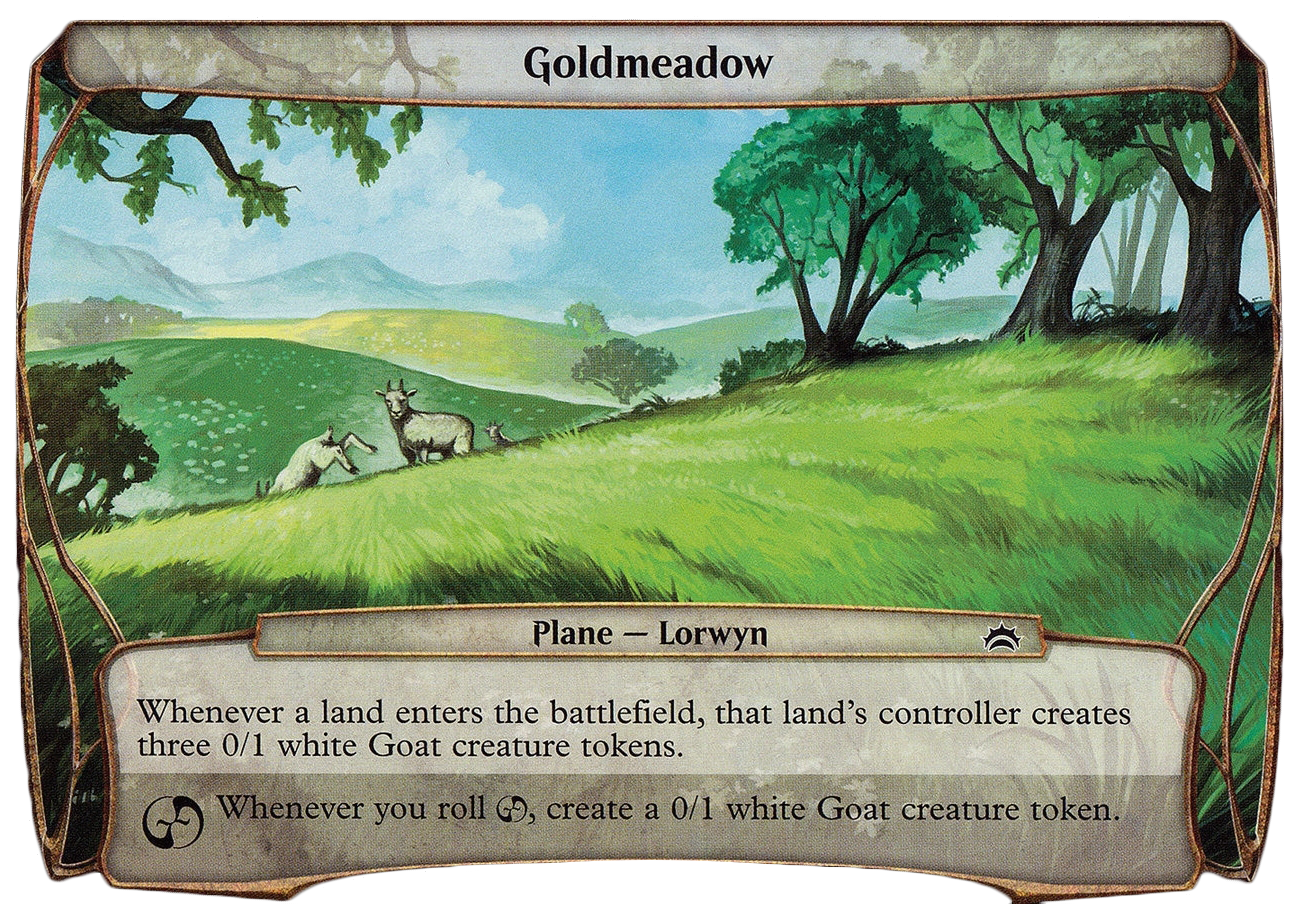 Goldmeadow
Plane — Lorwyn
Whenever a land enters the battlefield, that land's controller creates
three 0/1 white Goat creature tokens.
Whenever you roll , create a 0/1 white Goat creature token.